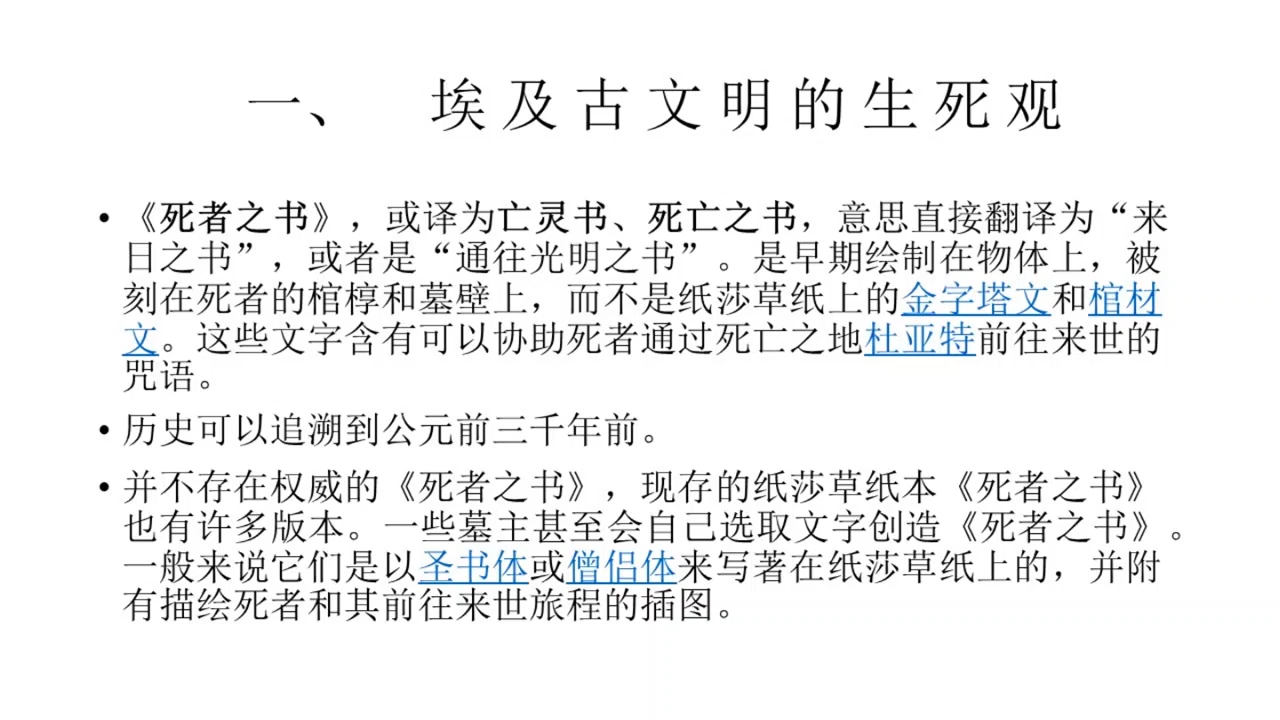 一、 埃及古文明的生死观
• 《死者之书》，或译为亡灵书、死亡之书，意思直接翻译为“来
日之书”，或者是“通往光明之书”。是早期绘制在物体上，被
刻在死者的棺椁和墓壁上，而不是纸莎草纸上的金字塔文和棺材
文。这些文字含有可以协助死者通过死亡之地杜亚特前往来世的
咒语。
• 历史可以追溯到公元前三千年前。
• 并不存在权威的《死者之书》，现存的纸莎草纸本《死者之书》
也有许多版本。一些墓主甚至会自己选取文字创造《死者之书》。
一般来说它们是以圣书体或僧侣体来写著在纸莎草纸上的，并附
有描绘死者和其前往来世旅程的插图。